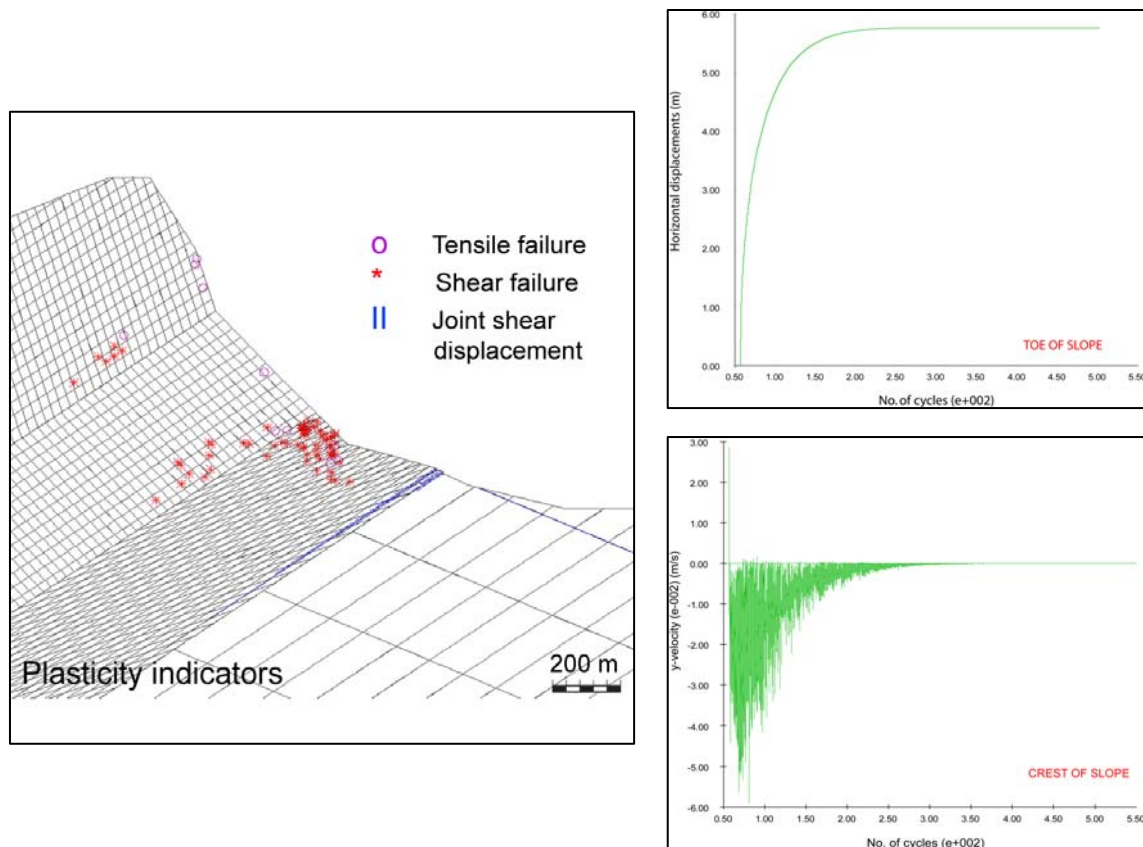 o Tensile failure
* Shear failure
II Joint shear
displacement
Plasticity indicators
200 m
6.00
5.00
4.00
3.00
2.00
1.00
0.00
Horizontal displacements (m)
TOE OF SLOPE
0.50 1.00 1.50 2.00 2.50 3.00 3.50 4.00 4.50 5.00 5.50
No. of cycles (e+002)
3.00
2.00
1.00
0.00
-1.00
-2.00
-3.00
-4.00
-5.00
-6.00
y-velocity (e-002) (m/s)
CREST OF SLOPE
0.50 1.00 2.00 2.50 3.00 3.50 4.00 4.50 5.00 5.50
No. of cycles (e+002)